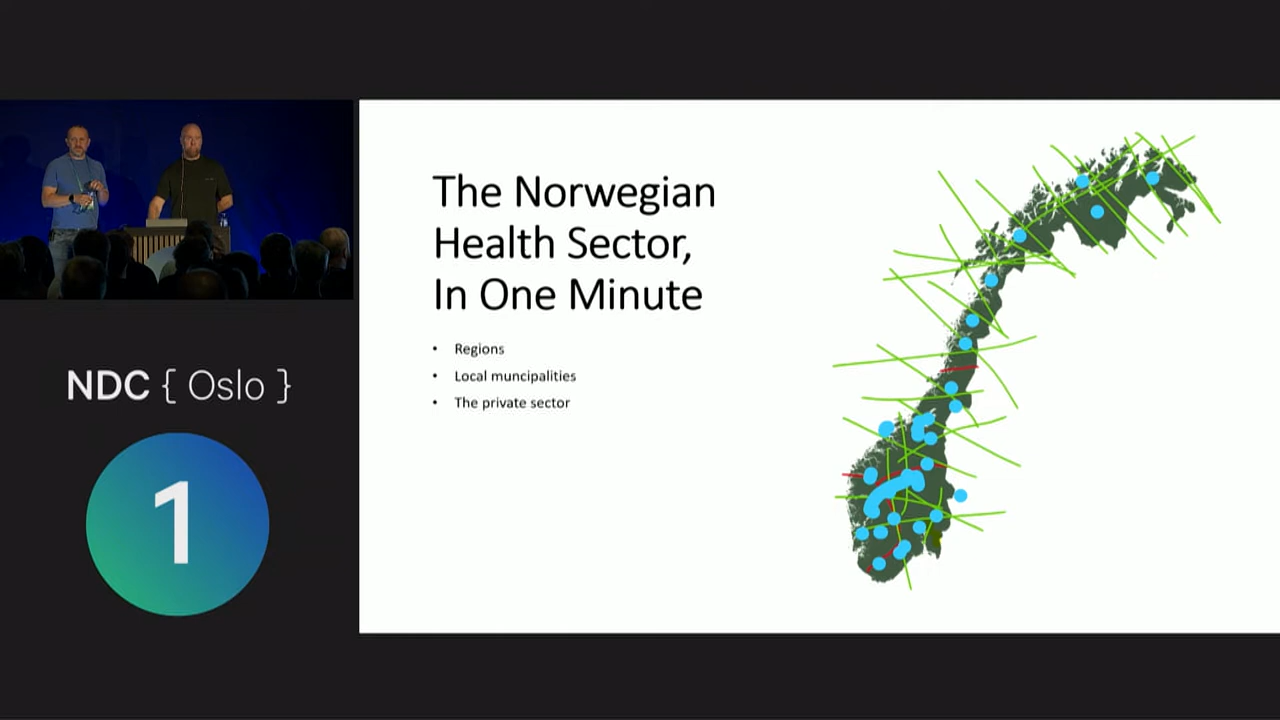 The Norwegian
Health Sector,
In One Minute
• Regions
• Local muncipalities
• The private sector
NDC { Oslo }
1